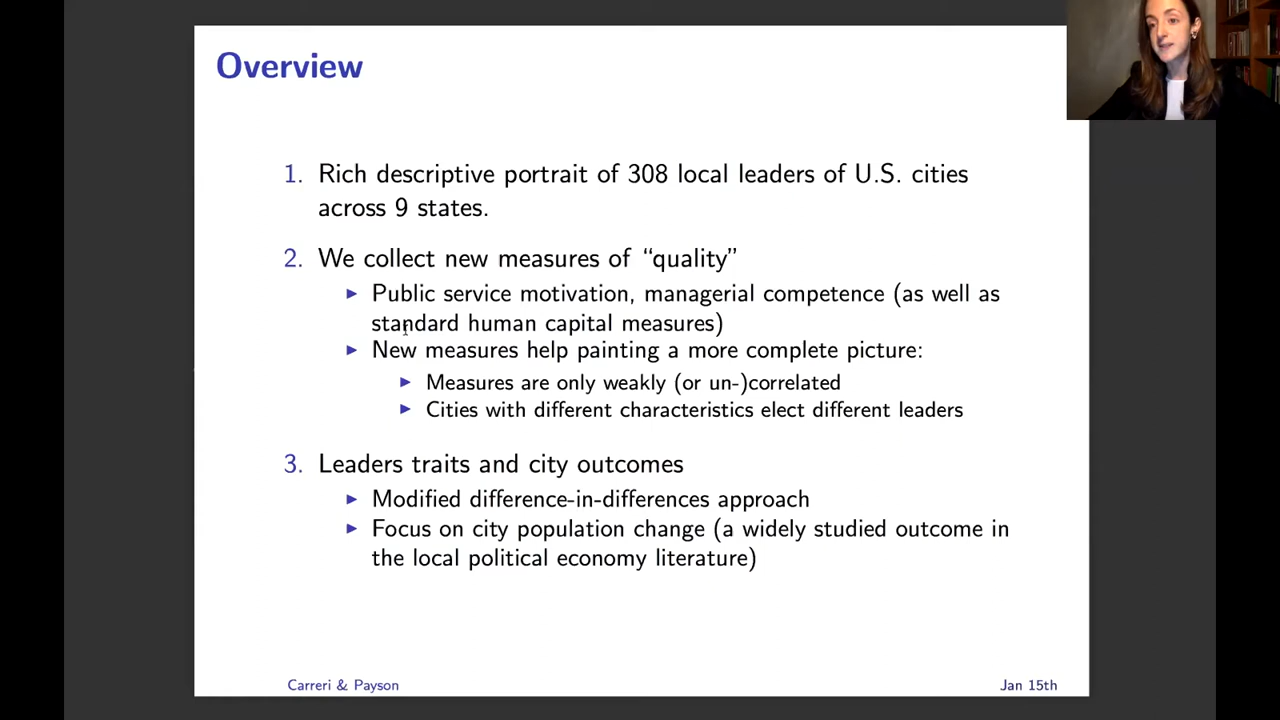 Overview
1. Rich descriptive portrait of 308 local leaders of U.S. cities
across 9 states.
2. We collect new measures of “quality”
▶ Public service motivation, managerial competence (as well as
standard human capital measures)
▶ New measures help painting a more complete picture:
▶ Measures are only weakly (or un-)correlated
▶ Cities with different characteristics elect different leaders
3. Leaders traits and city outcomes
▶ Modified difference-in-differences approach
▶ Focus on city population change (a widely studied outcome in
the local political economy literature)
Carreri & Payson
Jan 15th